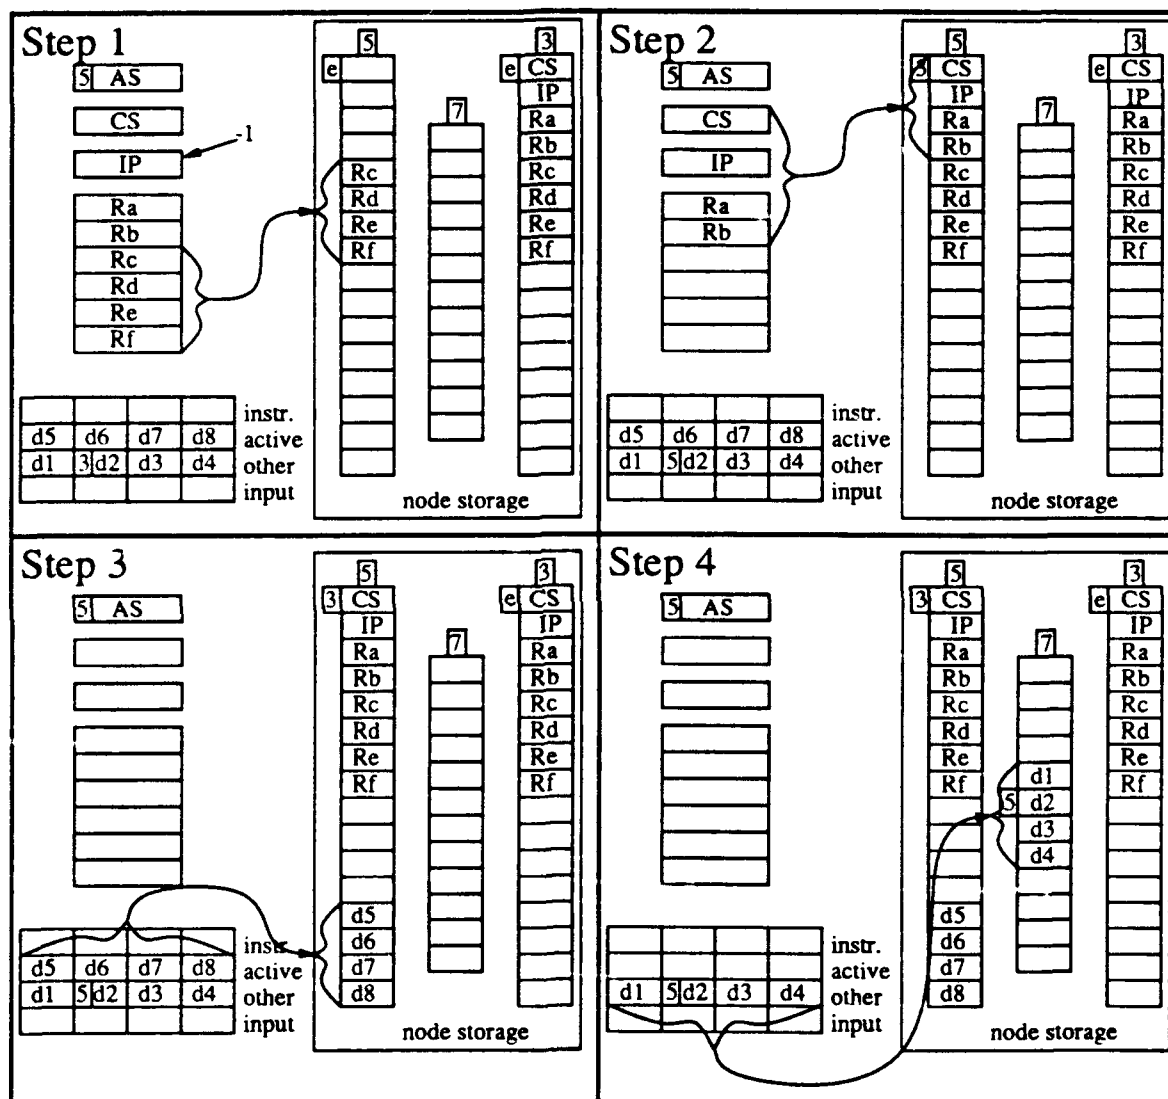 Step 1
5 3
e e CS
5 AS IP
7 Ra
CS Rb
-1
IP Rc Rc
Rd Rd
Ra Re Re
Rb Rf Rf
Rc
Rd
Re
Rf
instr.
d5 d6 d7 d8 active
d1 3 d2 d3 d4 other
input
node storage
Step 2
5 3
CS e CS
5 AS IP IP
7
CS Ra Ra
Rb Rb
IP Rc Rc
Rd Rd
Ra Re Re
Rb Rf Rf
instr.
d5 d6 d7 d8 active
d1 5 d2 d3 d4 other
input
node storage
Step 3
5 3
3 CS e CS
5 AS IP IP
7
Ra Ra
Rb Rb
Rc Rc
Rd Rd
Re Re
Rf Rf
d5
instr. d6
d5 d6 d7 d8 active d7
d1 5 d2 d3 d4 other d8
input
node storage
Step 4
5 3
3 CS e CS
5 AS IP IP
7
Ra Ra
Rb Rb
Rc Rc
Rd Rd
Re Re
Rf d1 Rf
5 d2
d3
d4
d5
instr. d6
active d7
d1 5 d2 d3 d4 other d8
input
node storage